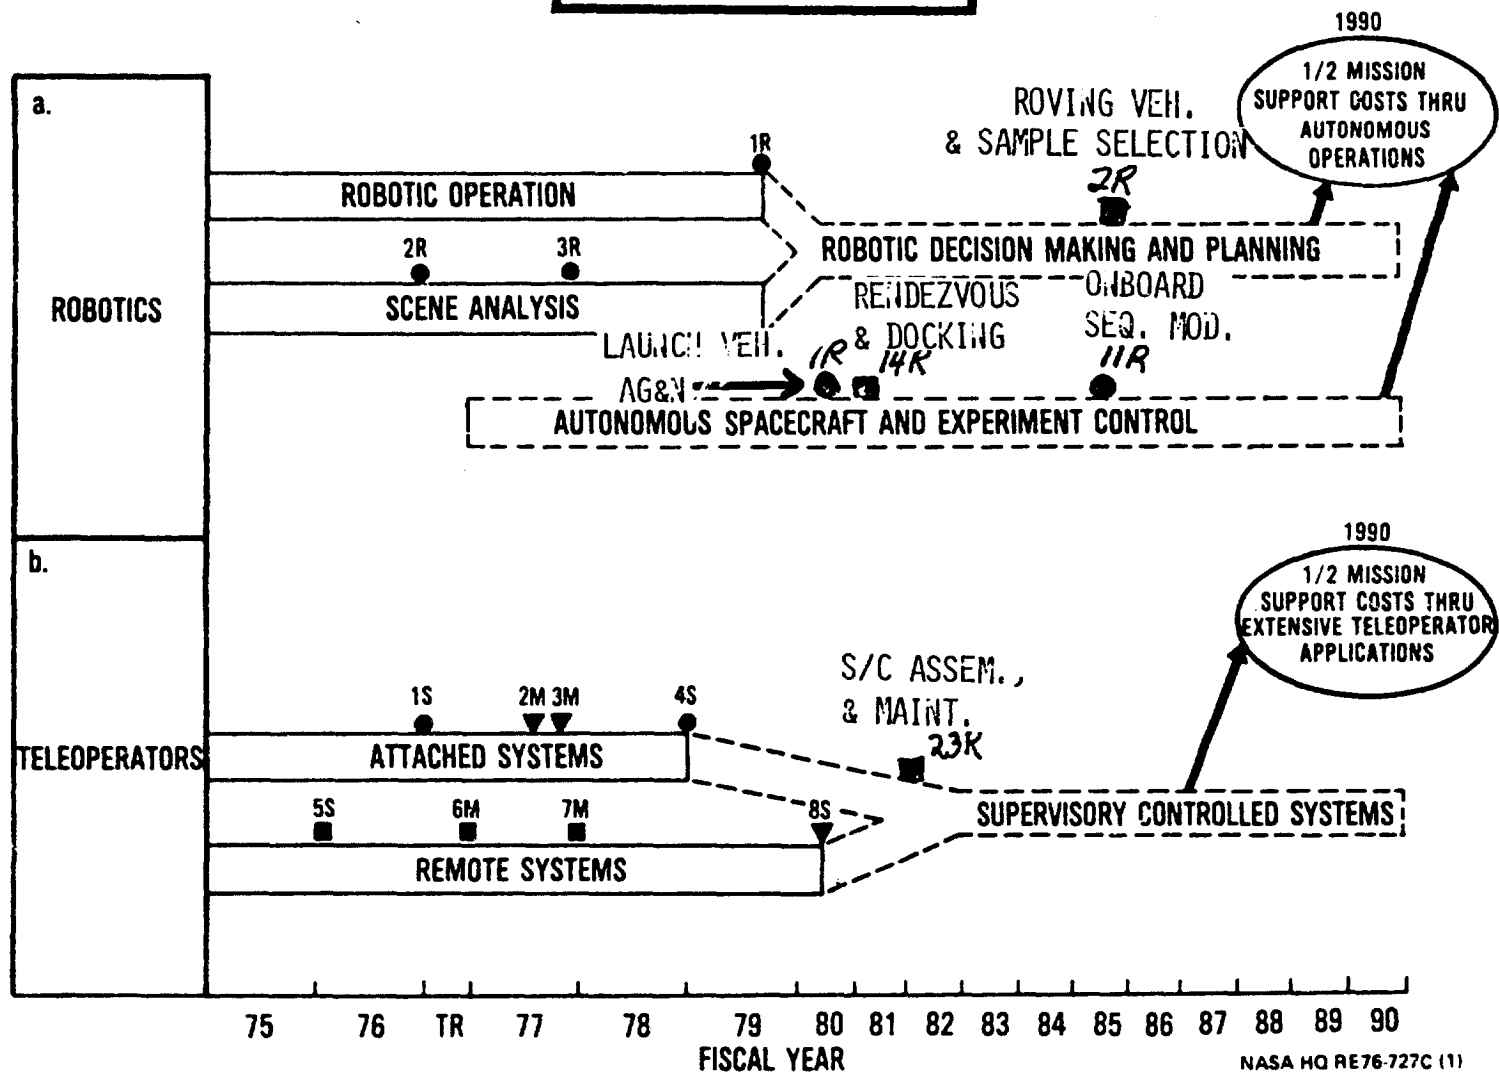 1990
1/2 MISSION
SUPPORT COSTS THRU
AUTONOMOUS
OPERATIONS
a.
ROVING VEH.
& SAMPLE SELECTION
2R
1R
ROBOTIC OPERATION
ROBOTIC DECISION MAKING AND PLANNING
2R 3R
SCENE ANALYSIS
ROBOTICS
RENDEZVOUS
& DOCKING
ONBOARD
SEQ. MOD.
LAUNCH VEH.
AG&N
1R 14R 11R
AUTONOMOUS SPACECRAFT AND EXPERIMENT CONTROL
b.
1990
1/2 MISSION
SUPPORT COSTS THRU
EXTENSIVE TELEOPERATOR
APPLICATIONS
S/C ASSEM.,
& MAINT.
23R
1S 2M 3M 4S
ATTACHED SYSTEMS
TELEOPERATORS
5S 6M 7M 8S
SUPERVISORY CONTROLLED SYSTEMS
REMOTE SYSTEMS
75 76 TR 77 78 79 80 81 82 83 84 85 86 87 88 89 90
FISCAL YEAR
NASA HQ RE76-727C (1)